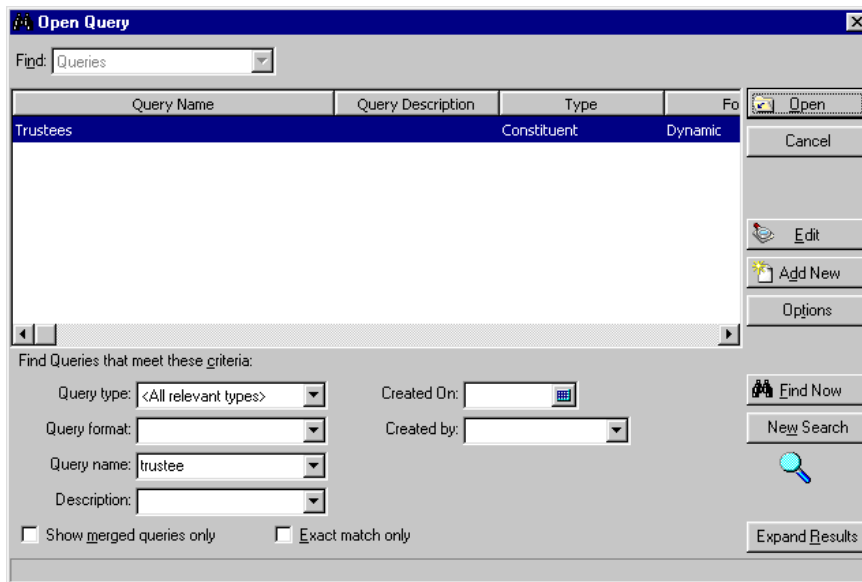 Open Query
Find: Queries
Query Name Query Description Type Fo
Trustees Constituent Dynamic
Open
Cancel
Edit
Add New
Options
Find Queries that meet these criteria:
Query type: <All relevant types> Created On:
Query format: Created by:
Query name: trustee
Description:
Show merged queries only Exact match only
Find Now
New Search
Expand Results